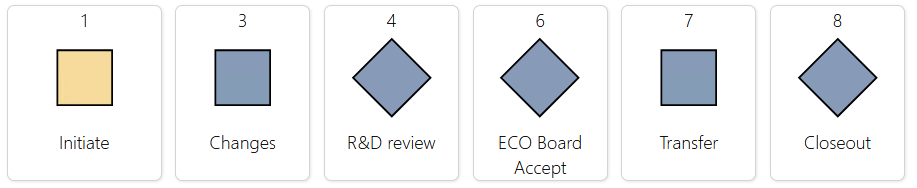 1
Initiate
3
Changes
4
R&D review
6
ECO Board
Accept
7
Transfer
8
Closeout